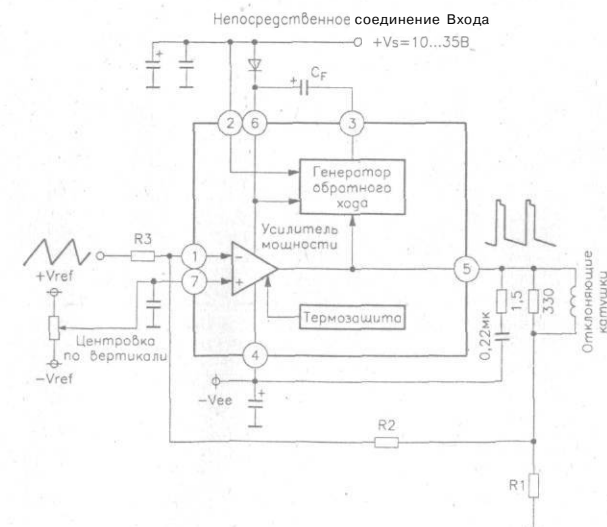 Непосредственное соединение Входа
+Vs=10...35В
+
+
CF
2
6
3
Генератор
обратного
хода
Усилитель
мощности
R3
1
−
+Vref
7
+
5
1,5
330
Отклоняющие
катушки
0,22мк
Термозащита
Центровка
по вертикали
4
−Vref
−Vee
+
R2
R1